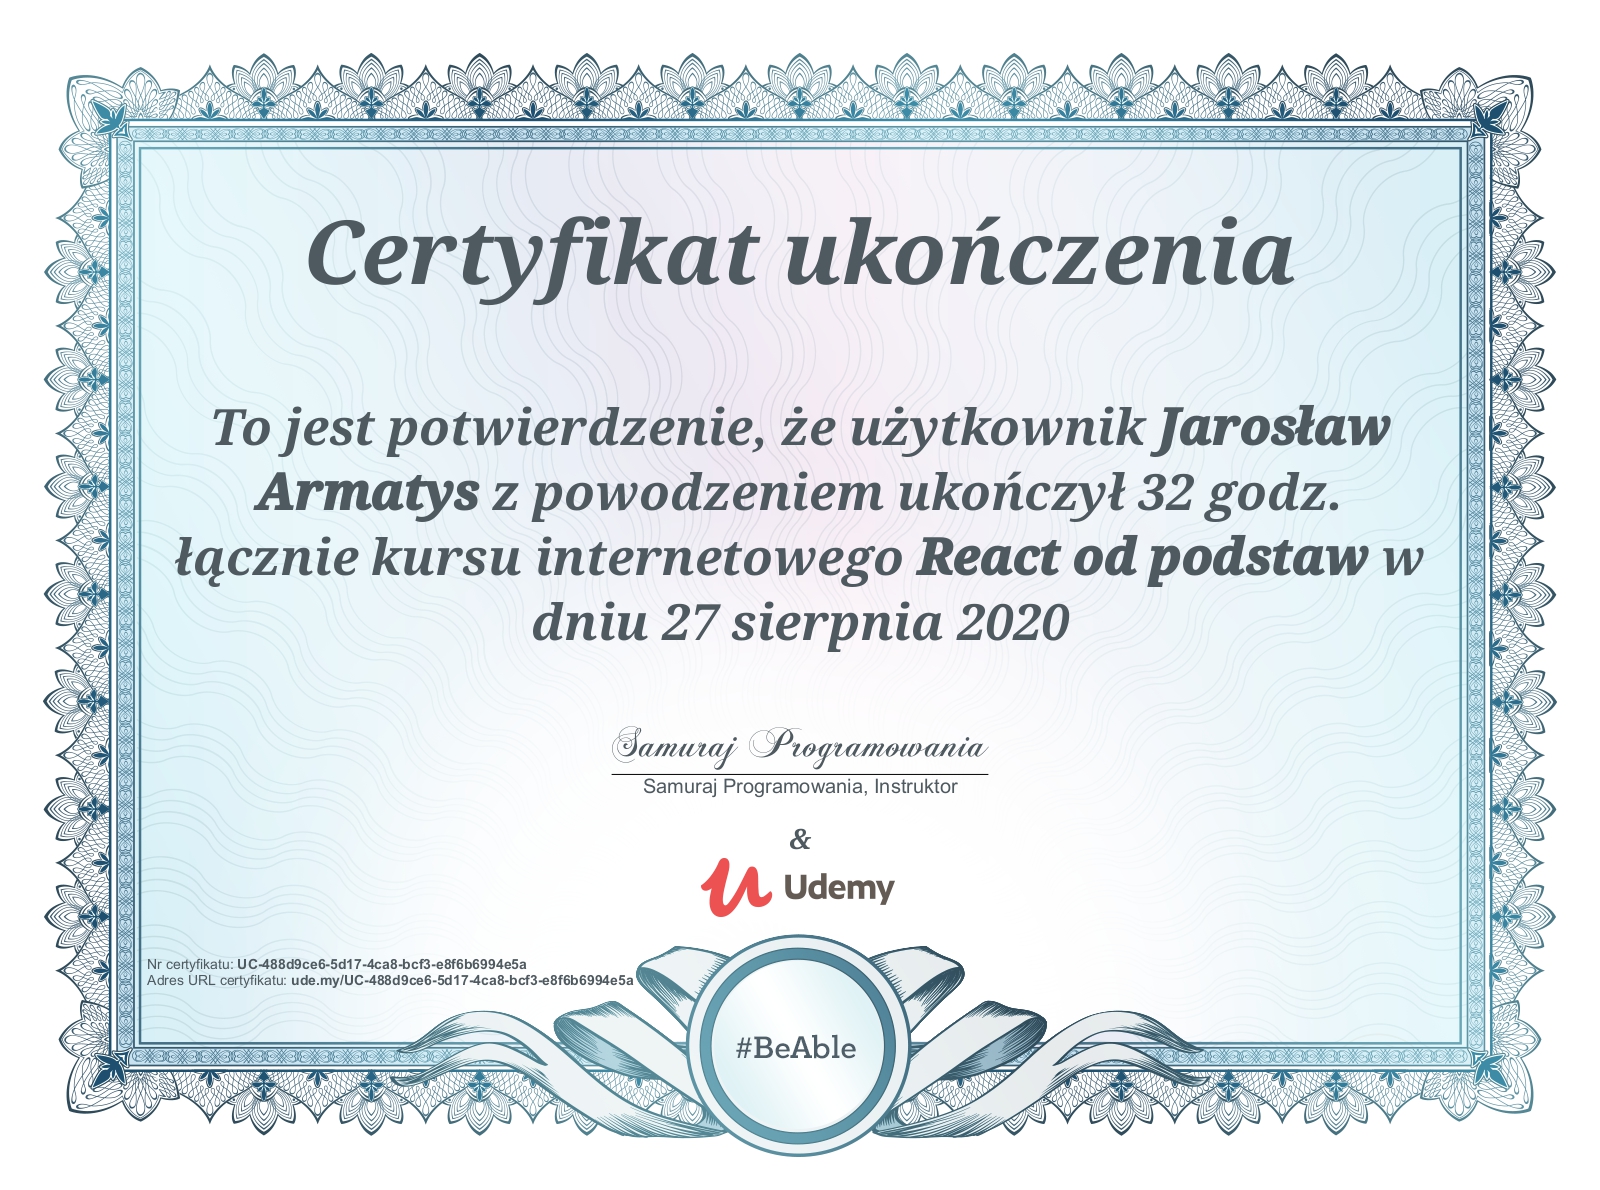 Certyfikat ukończenia
To jest potwierdzenie, że użytkownik Jarosław
Armatys z powodzeniem ukończył 32 godz.
łącznie kursu internetowego React od podstaw w
dniu 27 sierpnia 2020
Samuraj Programowania
Samuraj Programowania, Instruktor
&
Udemy
Nr certyfikatu: UC-488d9ce6-5d17-4ca8-bcf3-e8f6b6994e5a
Adres URL certyfikatu: ude.my/UC-488d9ce6-5d17-4ca8-bcf3-e8f6b6994e5a
#BeAble